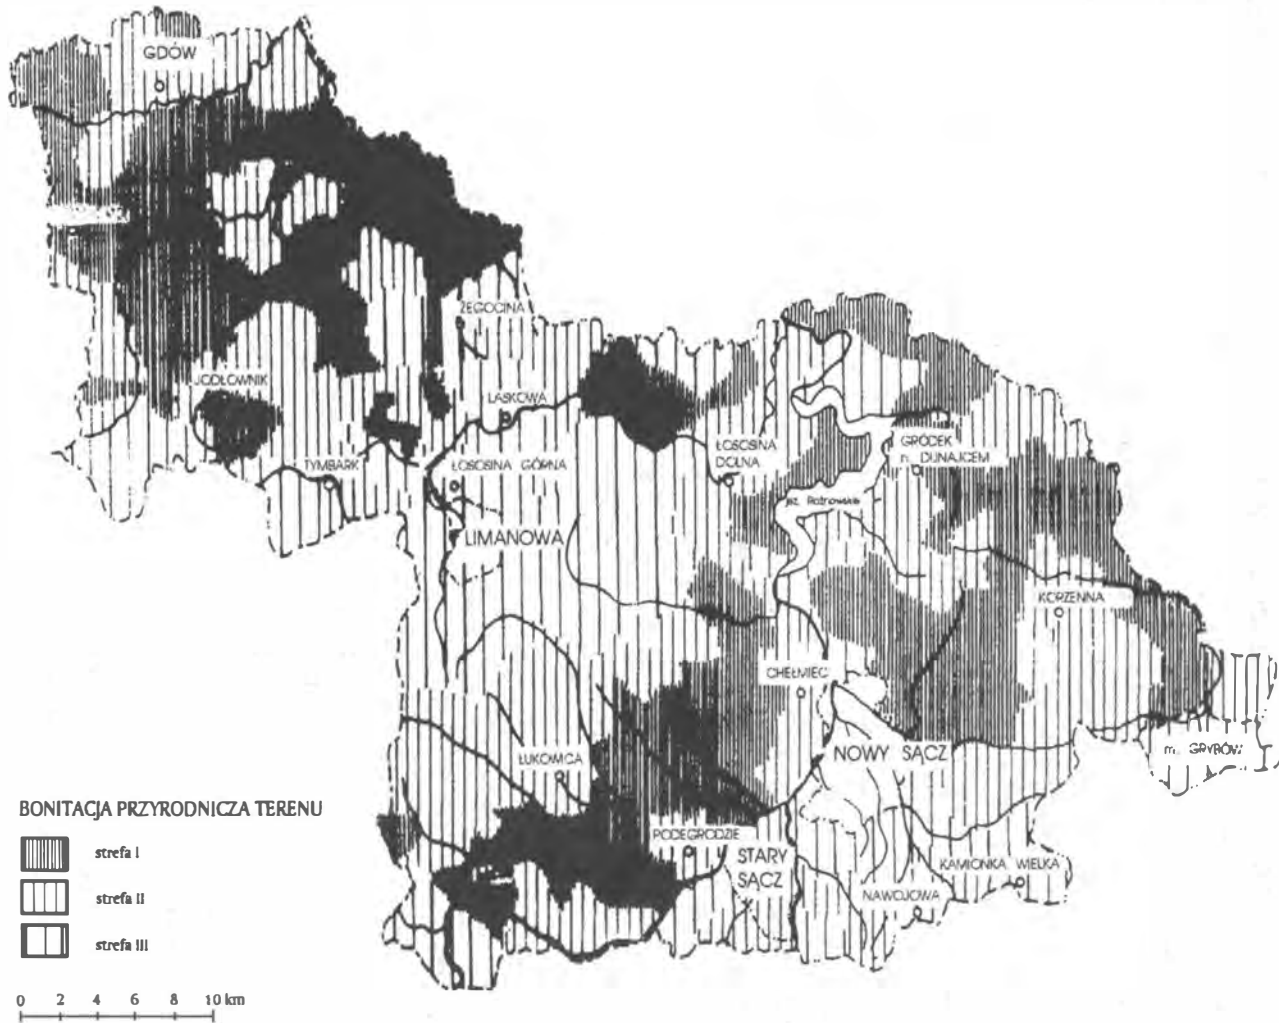 GDÓW
ŻEGOCINA
JODŁOWNIK
LASKOWA
TYMBARK
ŁOSOSINA GÓRNA
ŁOSOSINA
DOLNA
GRÓDEK
n. DUNAJCEM
jez. Rożnowskie
LIMANOWA
KORZENNA
CHEŁMIEC
NOWY SĄCZ
m. GRYBÓW
ŁUKOWICA
PODEGRODZIE
STARY
SĄCZ
KAMIONKA WIELKA
NAWOJOWA
BONITACJA PRZYRODNICZA TERENU
strefa I
strefa II
strefa III
0 2 4 6 8 10 km